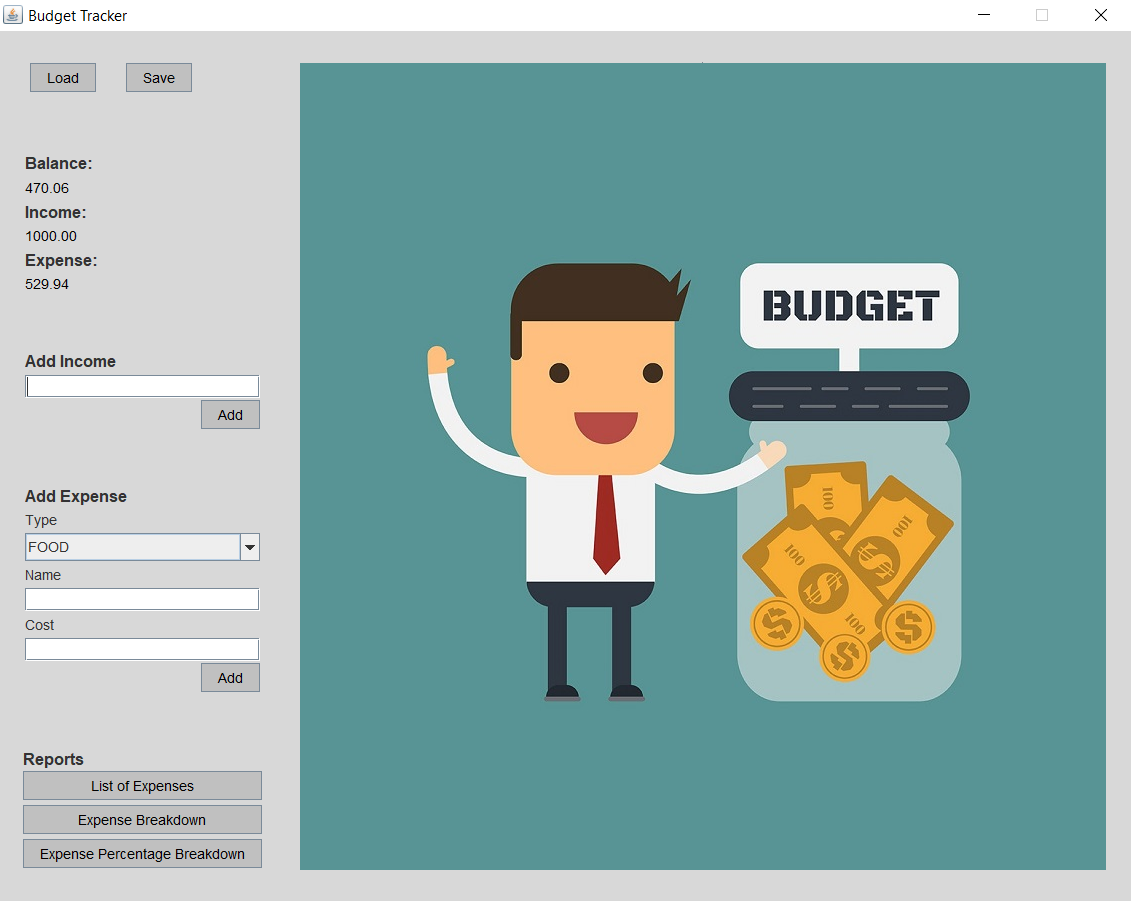 Budget Tracker
Load Save
Balance:
470.06
Income:
1000.00
Expense:
529.94
Add Income
Add
Add Expense
Type
FOOD
Name
Cost
Add
Reports
List of Expenses
Expense Breakdown
Expense Percentage Breakdown
BUDGET
100
100
100
100
$
$
$
$
$